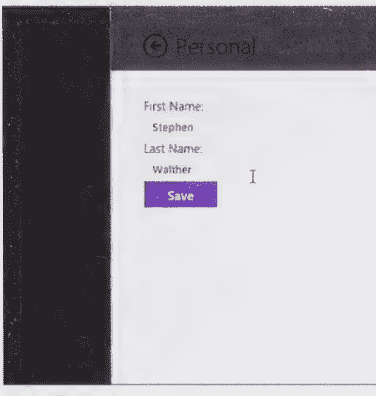 Personal
First Name:
Stephen
Last Name:
Walther
Save